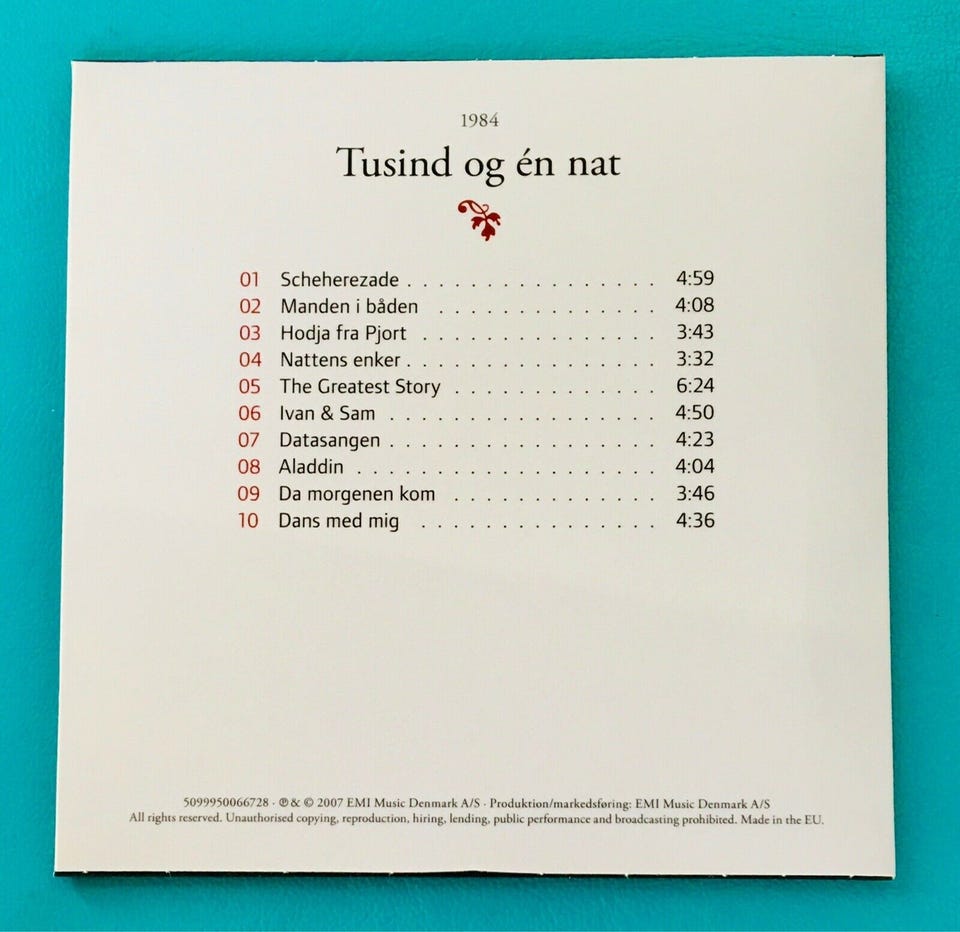 1984
Tusind og én nat
01 Scheherezade . . . . . . . . . . . . . . . . 4:59
02 Manden i båden . . . . . . . . . . . . . . 4:08
03 Hodja fra Pjort . . . . . . . . . . . . . . . 3:43
04 Nattens enker . . . . . . . . . . . . . . . . 3:32
05 The Greatest Story . . . . . . . . . . . . . 6:24
06 Ivan & Sam . . . . . . . . . . . . . . . . . 4:50
07 Datasangen . . . . . . . . . . . . . . . . . 4:23
08 Aladdin . . . . . . . . . . . . . . . . . . . 4:04
09 Da morgenen kom . . . . . . . . . . . . . 3:46
10 Dans med mig . . . . . . . . . . . . . . . 4:36
5099950066728 · ℗ & © 2007 EMI Music Denmark A/S · Produktion/markedsføring: EMI Music Denmark A/S
All rights reserved. Unauthorised copying, reproduction, hiring, lending, public performance and broadcasting prohibited. Made in the EU.